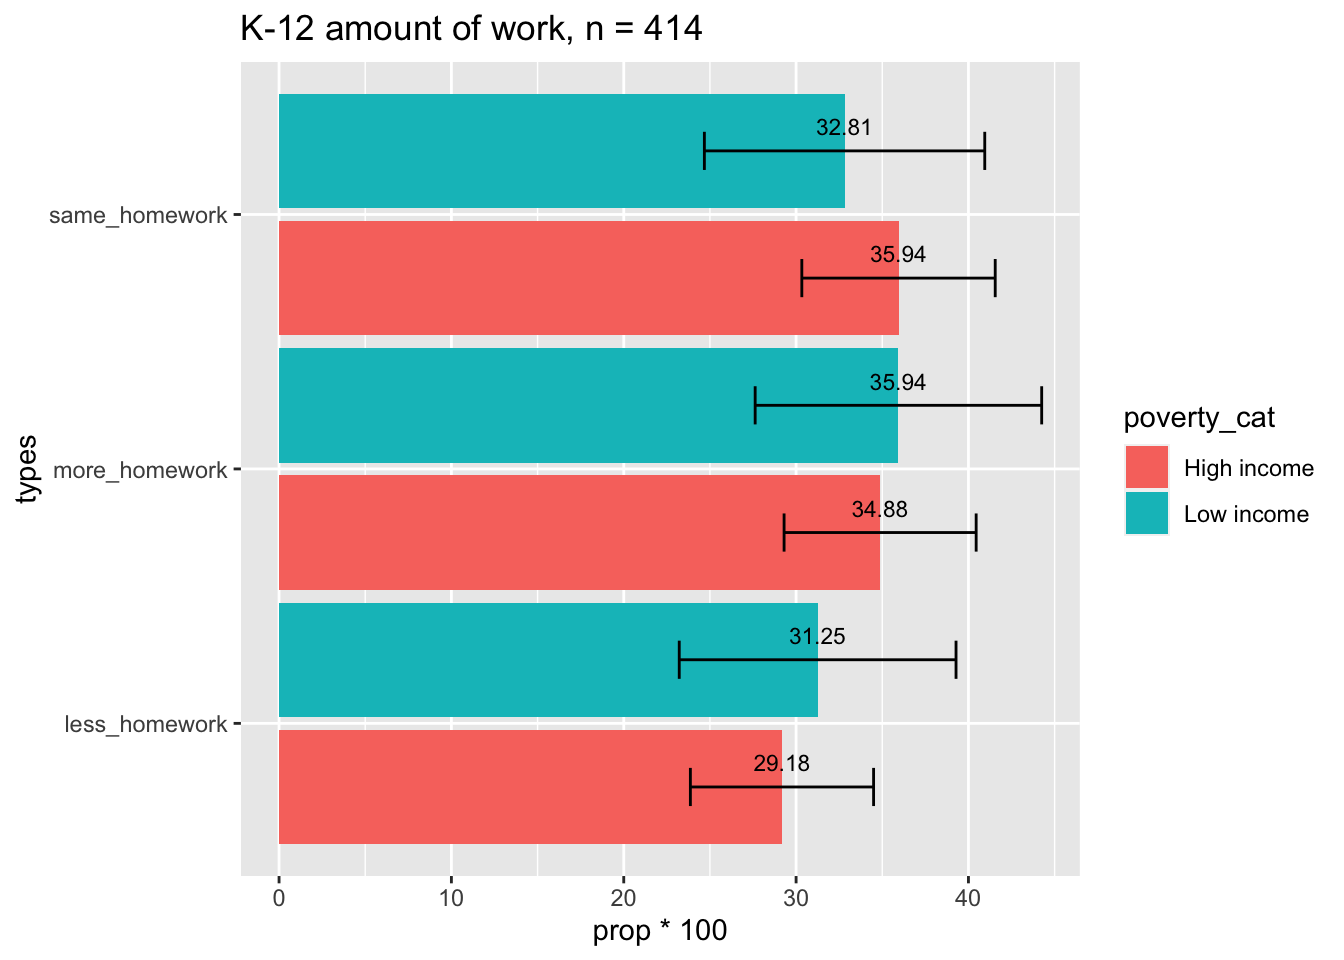 K-12 amount of work, n = 414
32.81
same_homework
35.94
35.94
types
more_homework
34.88
31.25
less_homework
29.18
0 10 20 30 40
prop * 100
poverty_cat
High income
Low income